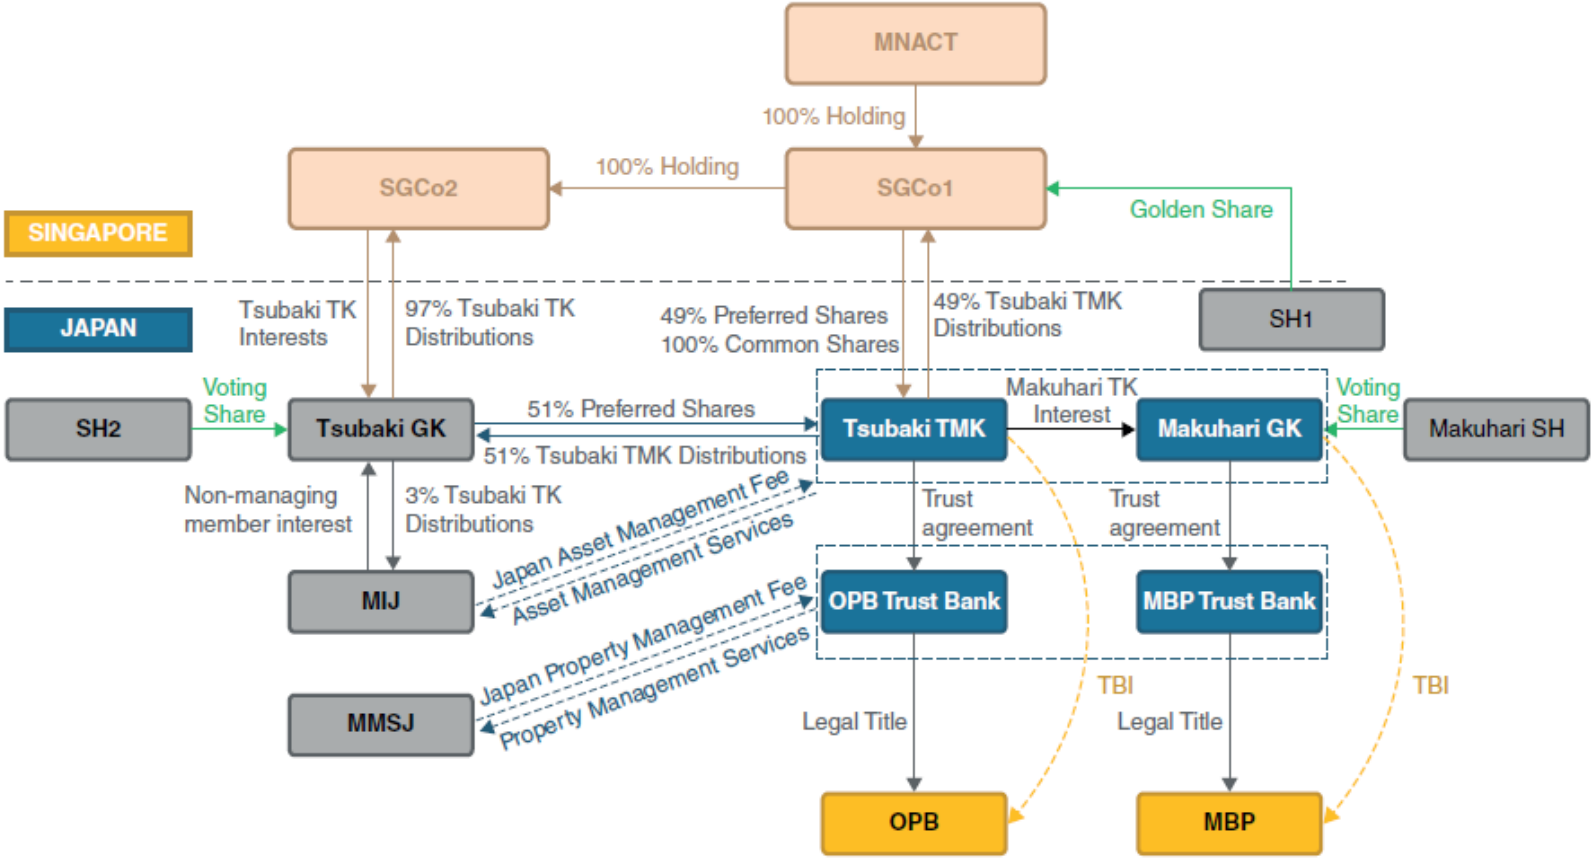 MNACT
100% Holding
SGCo2
100% Holding
SGCo1
Golden Share
SINGAPORE
JAPAN
Tsubaki TK
Interests
97% Tsubaki TK
Distributions
49% Preferred Shares
100% Common Shares
49% Tsubaki TMK
Distributions
SH1
SH2
Voting
Share
Tsubaki GK
51% Preferred Shares
51% Tsubaki TMK Distributions
Tsubaki TMK
Makuhari TK
Interest
Makuhari GK
Voting
Share
Makuhari SH
Non-managing
member interest
3% Tsubaki TK
Distributions
Japan Asset Management Fee
Asset Management Services
Trust
agreement
Trust
agreement
MIJ
OPB Trust Bank
MBP Trust Bank
Japan Property Management Fee
Property Management Services
MMSJ
TBI
TBI
Legal Title
Legal Title
OPB
MBP